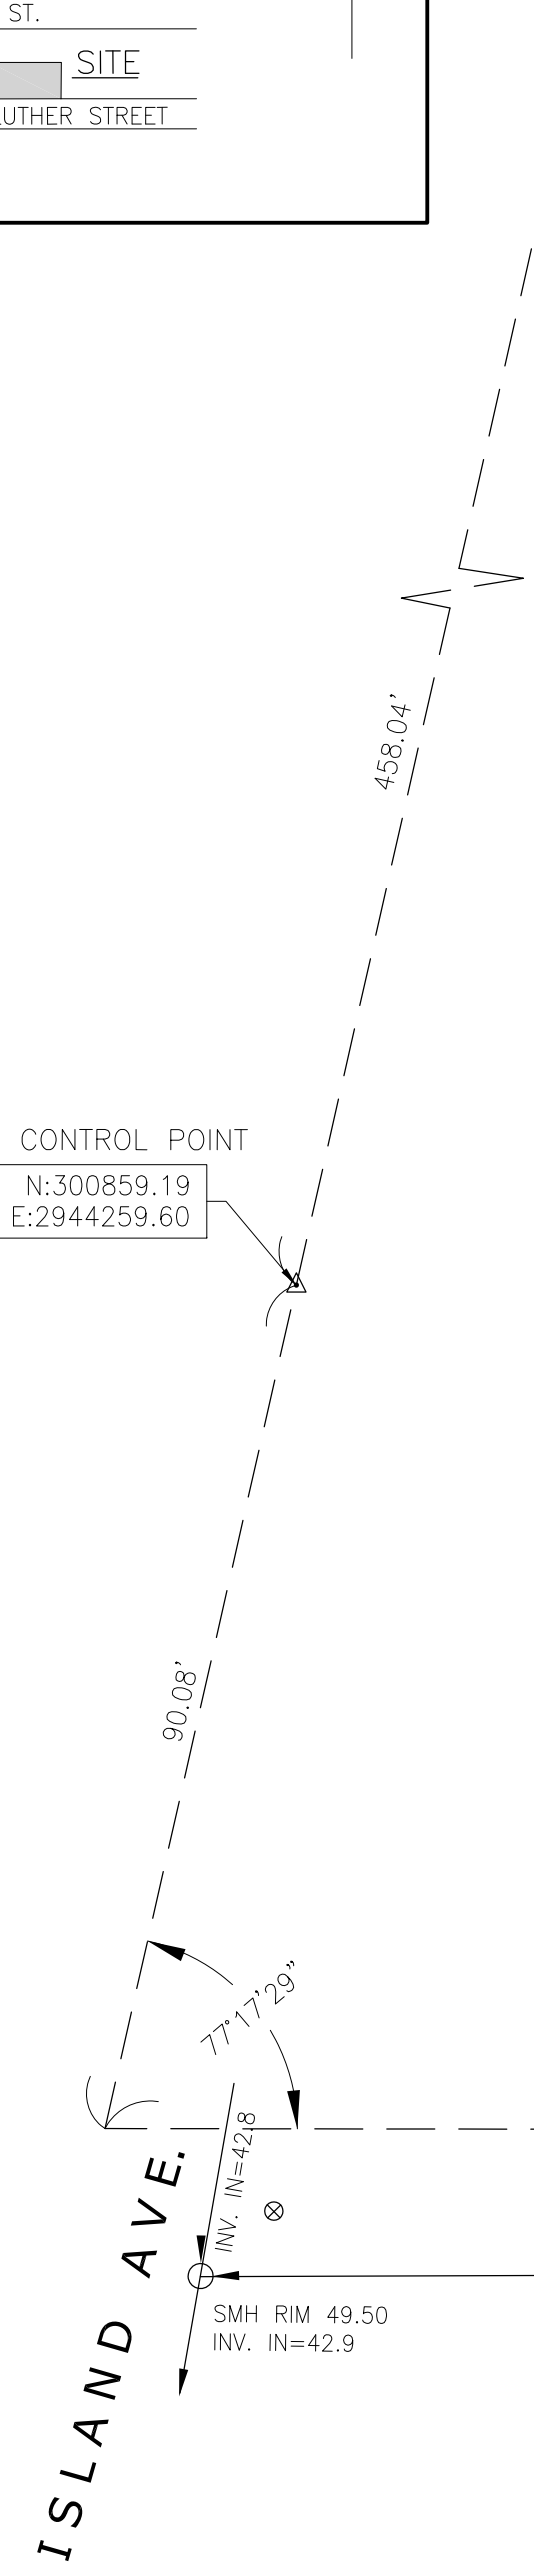 ST.
SITE
UTHER STREET
458.04'
CONTROL POINT
N:300859.19
E:2944259.60
90.08'
77°17'29"
INV. IN=42.8
SMH RIM 49.50
INV. IN=42.9
ISLAND AVE.